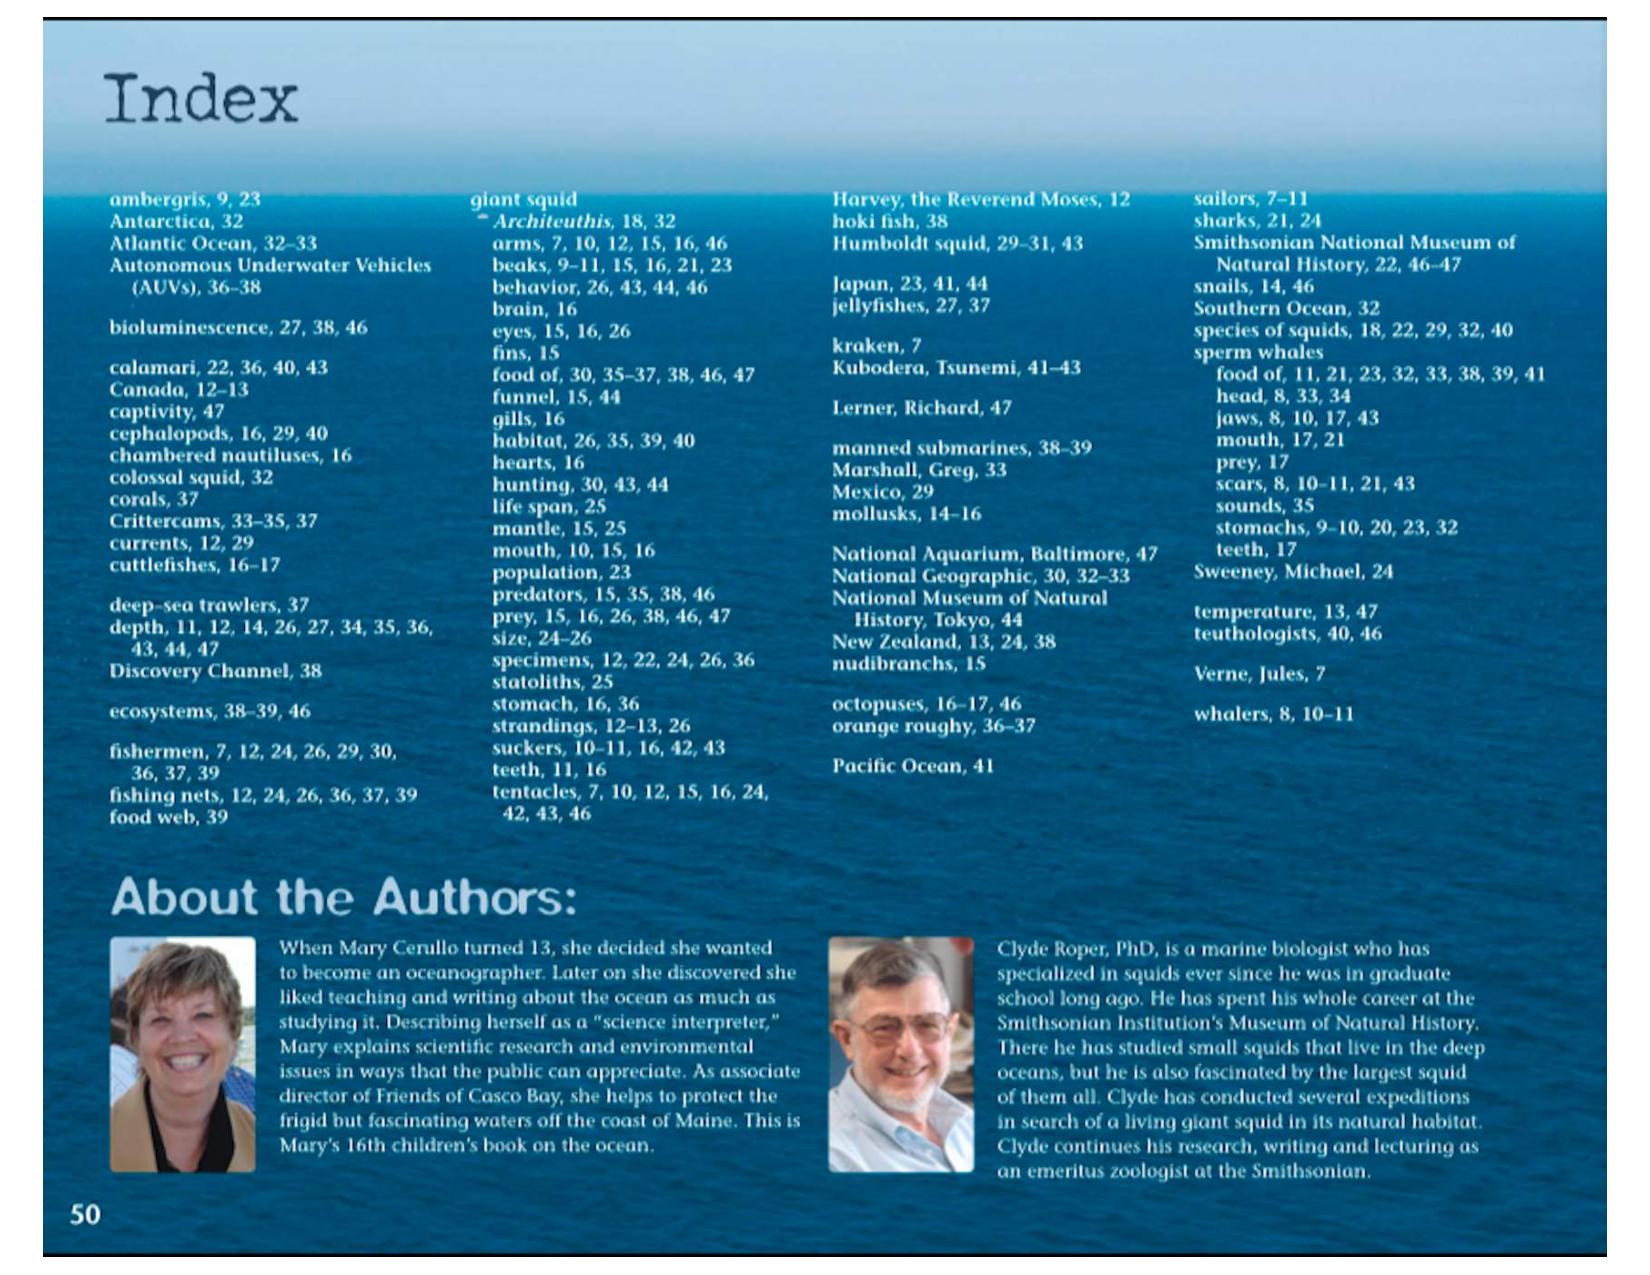 Index
ambergris, 9, 23
Antarctica, 32
Atlantic Ocean, 32–33
Autonomous Underwater Vehicles
(AUVs), 36–38
bioluminescence, 27, 38, 46
calamari, 22, 36, 40, 43
Canada, 12–13
captivity, 47
cephalopods, 16, 29, 40
chambered nautiluses, 16
colossal squid, 32
corals, 37
Crittercams, 33–35, 37
currents, 12, 29
cuttlefishes, 16–17
deep-sea trawlers, 37
depth, 11, 12, 14, 26, 27, 34, 35, 36,
43, 44, 47
Discovery Channel, 38
ecosystems, 38–39, 46
fishermen, 7, 12, 24, 26, 29, 30,
36, 37, 39
fishing nets, 12, 24, 26, 36, 37, 39
food web, 39
giant squid
Architeuthis, 18, 32
arms, 7, 10, 12, 15, 16, 46
beaks, 9–11, 15, 16, 21, 23
behavior, 26, 43, 44, 46
brain, 16
eyes, 15, 16, 26
fins, 15
food of, 30, 35–37, 38, 46, 47
funnel, 15, 44
gills, 16
habitat, 26, 35, 39, 40
hearts, 16
hunting, 30, 43, 44
life span, 25
mantle, 15, 25
mouth, 10, 15, 16
population, 23
predators, 15, 35, 38, 46
prey, 15, 16, 26, 38, 46, 47
size, 24–26
specimens, 12, 22, 24, 26, 36
statoliths, 25
stomach, 16, 36
strandings, 12–13, 26
suckers, 10–11, 16, 42, 43
teeth, 11, 16
tentacles, 7, 10, 12, 15, 16, 24,
42, 43, 46
Harvey, the Reverend Moses, 12
hoki fish, 38
Humboldt squid, 29–31, 43
Japan, 23, 41, 44
jellyfishes, 27, 37
kraken, 7
Kubodera, Tsunemi, 41–43
Lerner, Richard, 47
manned submarines, 38–39
Marshall, Greg, 33
Mexico, 29
mollusks, 14–16
National Aquarium, Baltimore, 47
National Geographic, 30, 32–33
National Museum of Natural
History, Tokyo, 44
New Zealand, 13, 24, 38
nudibranchs, 15
octopuses, 16–17, 46
orange roughy, 36–37
Pacific Ocean, 41
sailors, 7–11
sharks, 21, 24
Smithsonian National Museum of
Natural History, 22, 46–47
snails, 14, 46
Southern Ocean, 32
species of squids, 18, 22, 29, 32, 40
sperm whales
food of, 11, 21, 23, 32, 33, 38, 39, 41
head, 8, 33, 34
jaws, 8, 10, 17, 43
mouth, 17, 21
prey, 17
scars, 8, 10–11, 21, 43
sounds, 35
stomachs, 9–10, 20, 23, 32
teeth, 17
Sweeney, Michael, 24
temperature, 13, 47
teuthologists, 40, 46
Verne, Jules, 7
whalers, 8, 10–11
About the Authors:
When Mary Cerullo turned 13, she decided she wanted
to become an oceanographer. Later on she discovered she
liked teaching and writing about the ocean as much as
studying it. Describing herself as a "science interpreter,"
Mary explains scientific research and environmental
issues in ways that the public can appreciate. As associate
director of Friends of Casco Bay, she helps to protect the
frigid but fascinating waters off the coast of Maine. This is
Mary's 16th children's book on the ocean.
Clyde Roper, PhD, is a marine biologist who has
specialized in squids ever since he was in graduate
school long ago. He has spent his whole career at the
Smithsonian Institution's Museum of Natural History.
There he has studied small squids that live in the deep
oceans, but he is also fascinated by the largest squid
of them all. Clyde has conducted several expeditions
in search of a living giant squid in its natural habitat.
Clyde continues his research, writing and lecturing as
an emeritus zoologist at the Smithsonian.
50